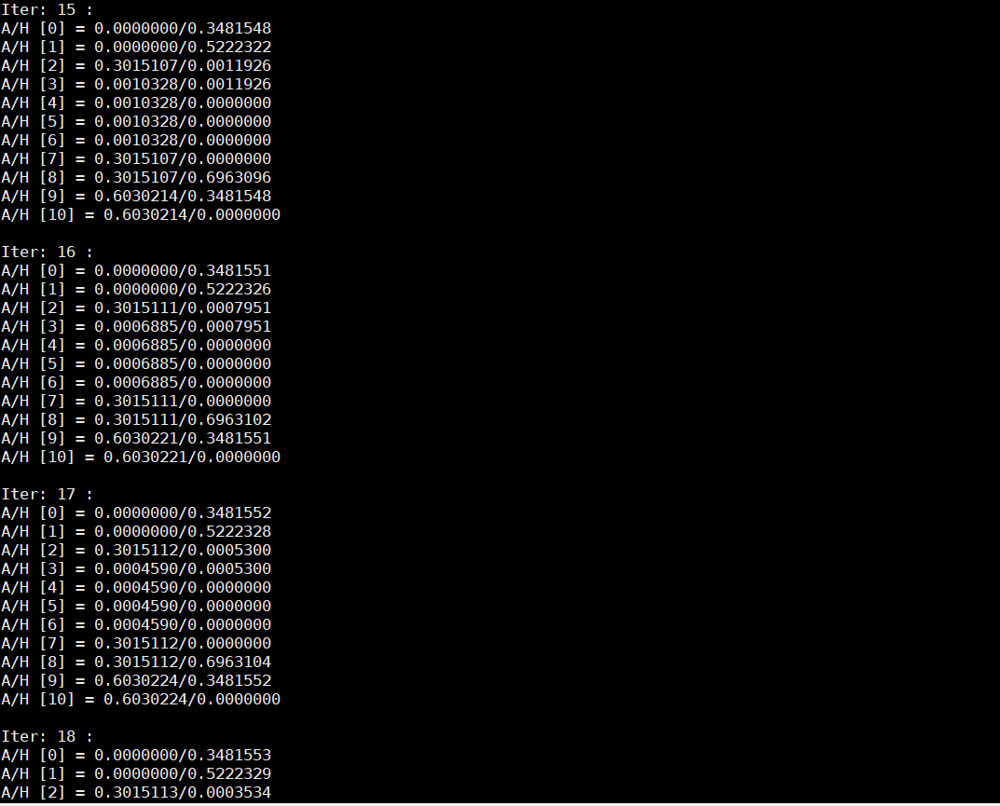 Iter: 15 :
A/H [0] = 0.0000000/0.3481548
A/H [1] = 0.0000000/0.5222322
A/H [2] = 0.3015107/0.0011926
A/H [3] = 0.0010328/0.0011926
A/H [4] = 0.0010328/0.0000000
A/H [5] = 0.0010328/0.0000000
A/H [6] = 0.0010328/0.0000000
A/H [7] = 0.3015107/0.0000000
A/H [8] = 0.3015107/0.6963096
A/H [9] = 0.6030214/0.3481548
A/H [10] = 0.6030214/0.0000000
Iter: 16 :
A/H [0] = 0.0000000/0.3481551
A/H [1] = 0.0000000/0.5222326
A/H [2] = 0.3015111/0.0007951
A/H [3] = 0.0006885/0.0007951
A/H [4] = 0.0006885/0.0000000
A/H [5] = 0.0006885/0.0000000
A/H [6] = 0.0006885/0.0000000
A/H [7] = 0.3015111/0.0000000
A/H [8] = 0.3015111/0.6963102
A/H [9] = 0.6030221/0.3481551
A/H [10] = 0.6030221/0.0000000
Iter: 17 :
A/H [0] = 0.0000000/0.3481552
A/H [1] = 0.0000000/0.5222328
A/H [2] = 0.3015112/0.0005300
A/H [3] = 0.0004590/0.0005300
A/H [4] = 0.0004590/0.0000000
A/H [5] = 0.0004590/0.0000000
A/H [6] = 0.0004590/0.0000000
A/H [7] = 0.3015112/0.0000000
A/H [8] = 0.3015112/0.6963104
A/H [9] = 0.6030224/0.3481552
A/H [10] = 0.6030224/0.0000000
Iter: 18 :
A/H [0] = 0.0000000/0.3481553
A/H [1] = 0.0000000/0.5222329
A/H [2] = 0.3015113/0.0003534